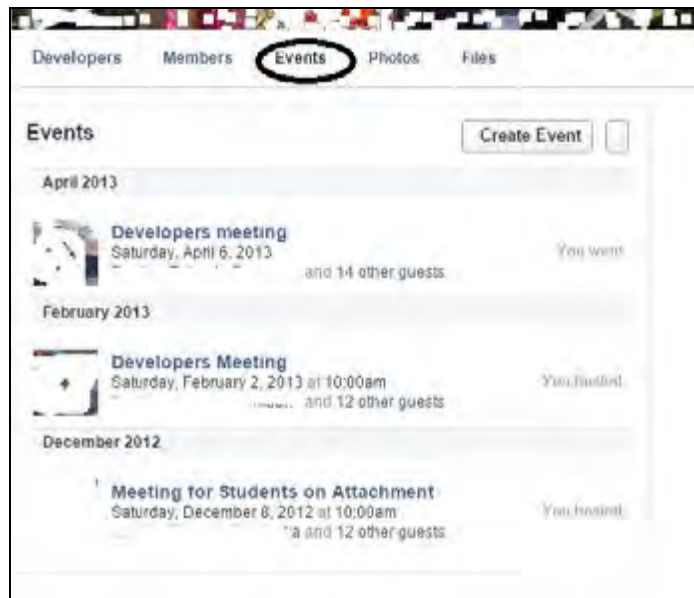 Developers Members Events Photos Files
Events Create Event
April 2013
Developers meeting
Saturday, April 6, 2013 You went
and 14 other guests
February 2013
Developers Meeting
Saturday, February 2, 2013 at 10:00am You hosted
and 12 other guests
December 2012
Meeting for Students on Attachment
Saturday, December 8, 2012 at 10:00am You hosted
and 12 other guests